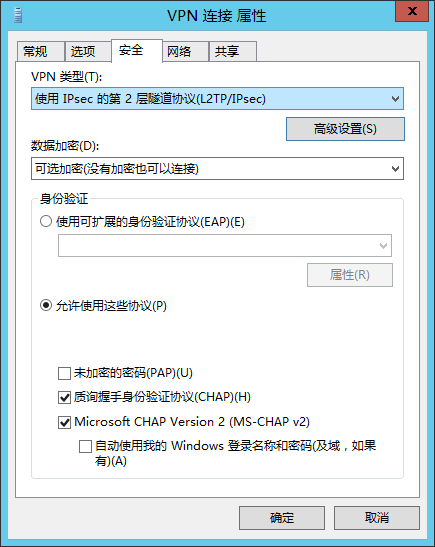 VPN 连接 属性
x
常规
选项
安全
网络
共享
VPN 类型(T):
使用 IPsec 的第 2 层隧道协议(L2TP/IPsec)
高级设置(S)
数据加密(D):
可选加密(没有加密也可以连接)
身份验证
使用可扩展的身份验证协议(EAP)(E)
属性(R)
允许使用这些协议(P)
未加密的密码(PAP)(U)
质询握手身份验证协议(CHAP)(H)
Microsoft CHAP Version 2 (MS-CHAP v2)
自动使用我的 Windows 登录名称和密码(及域，如果
有)(A)
确定
取消